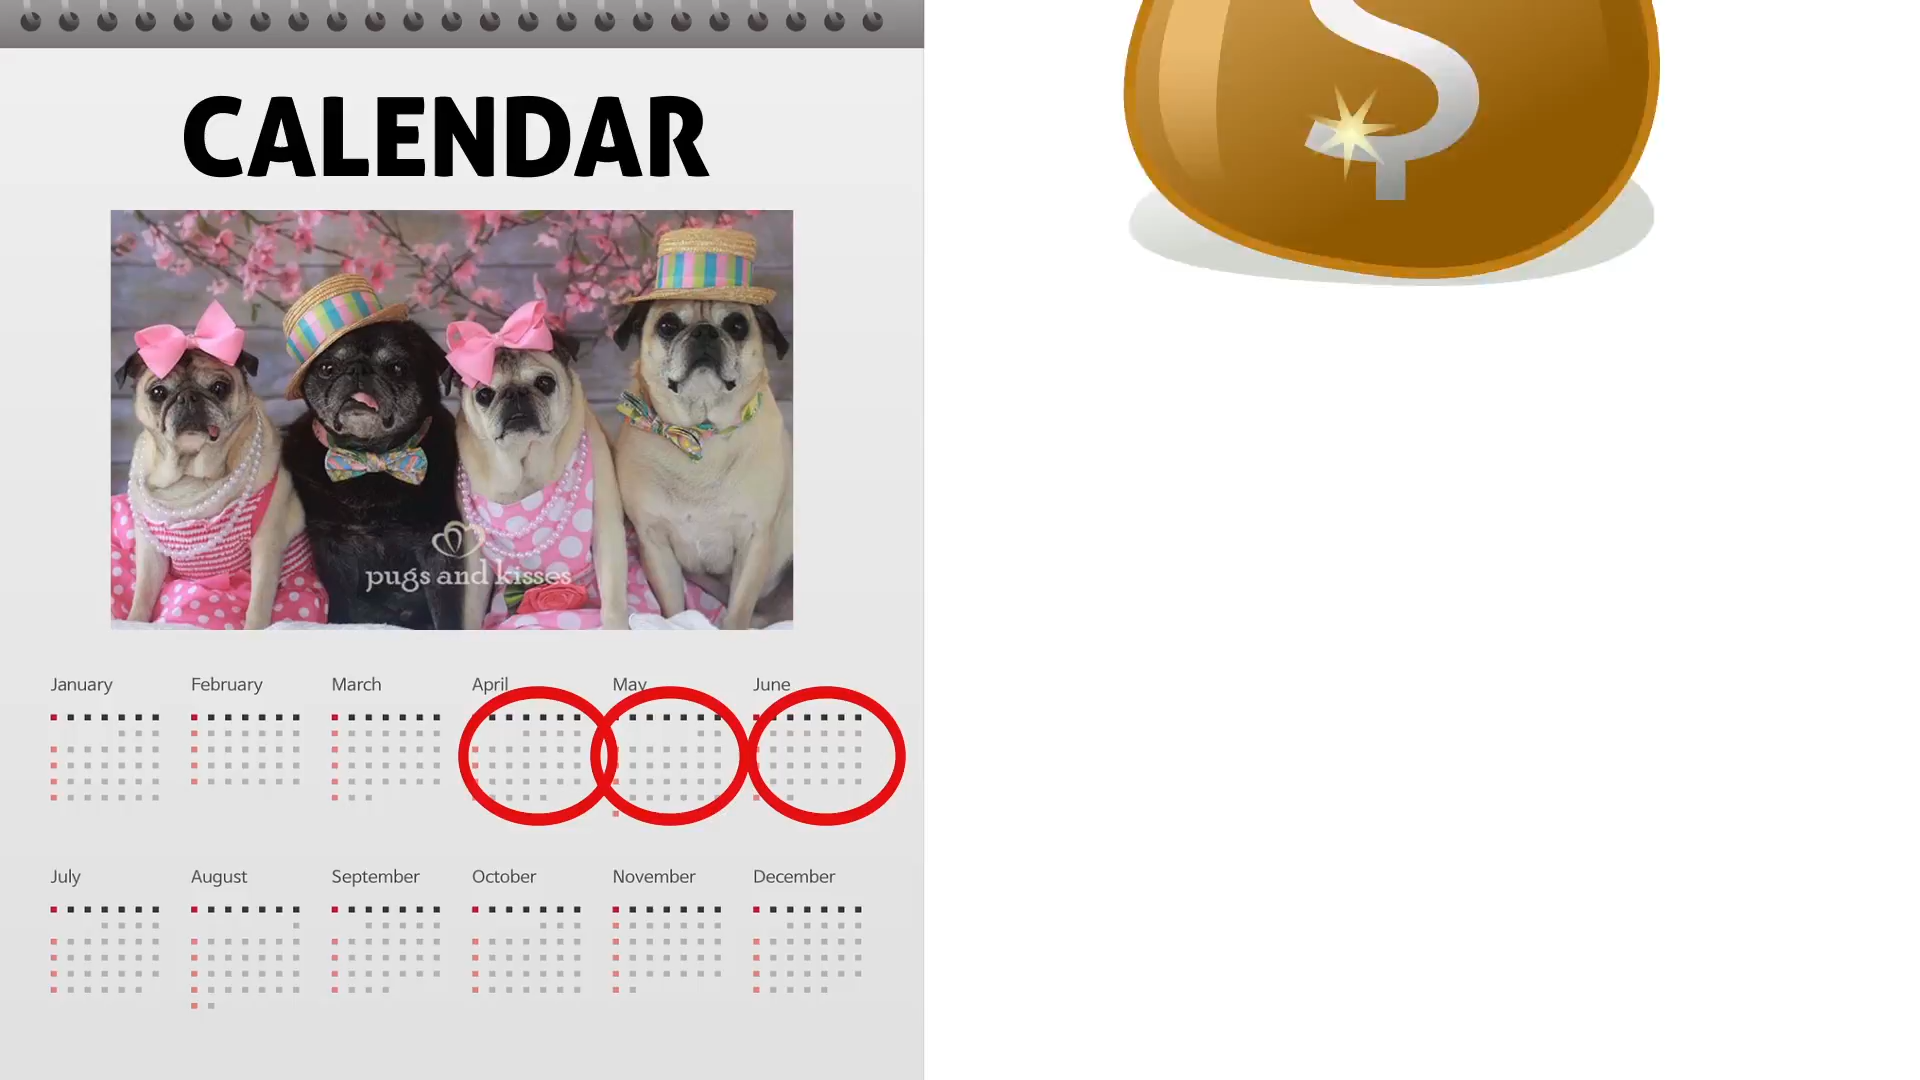 CALENDAR
$
pugs and kisses
January February March April May June
July August September October November December